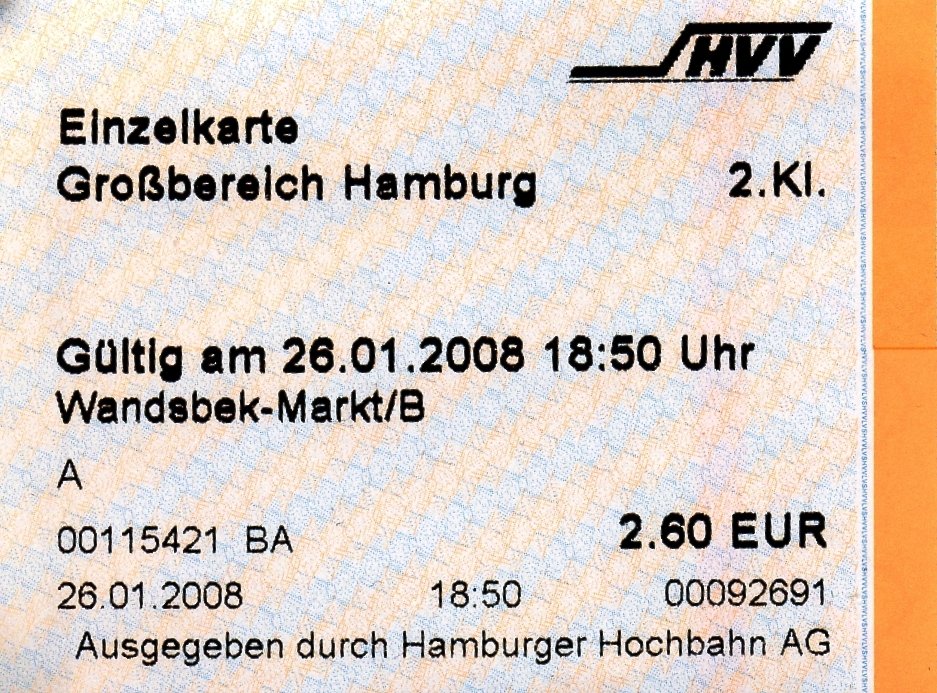 HVV
Einzelkarte
Großbereich Hamburg 2.Kl.
Gültig am 26.01.2008 18:50 Uhr
Wandsbek-Markt/B
A
00115421 BA 2.60 EUR
26.01.2008 18:50 00092691
Ausgegeben durch Hamburger Hochbahn AG